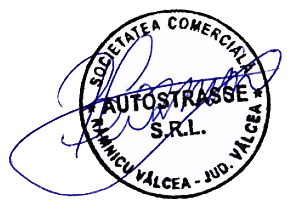 SOCIETATEA COMERCIALĂ
* AUTOSTRASSE *
S.R.L.
RÂMNICU VÂLCEA - JUD. VÂLCEA